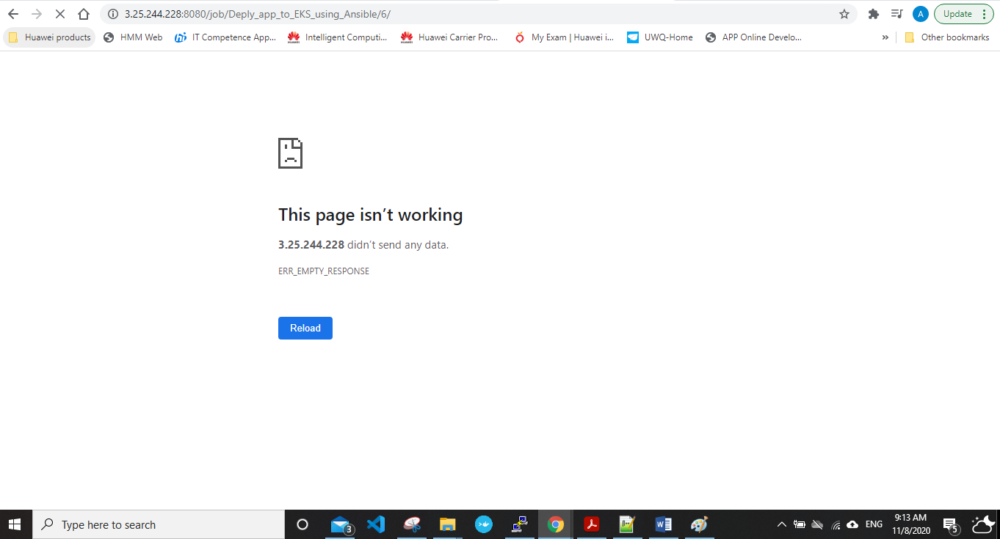 3.25.244.228:8080/job/Deply_app_to_EKS_using_Ansible/6/
A
Update
Huawei products
HMM Web
IT Competence App...
Intelligent Computi...
Huawei Carrier Pro...
My Exam | Huawei i...
UWQ-Home
APP Online Develo...
»
Other bookmarks
This page isn’t working
3.25.244.228 didn’t send any data.
ERR_EMPTY_RESPONSE
Reload
Type here to search
3
ENG
9:13 AM
11/8/2020
5